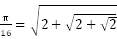 π/16 = √(2 + √(2 + √2))